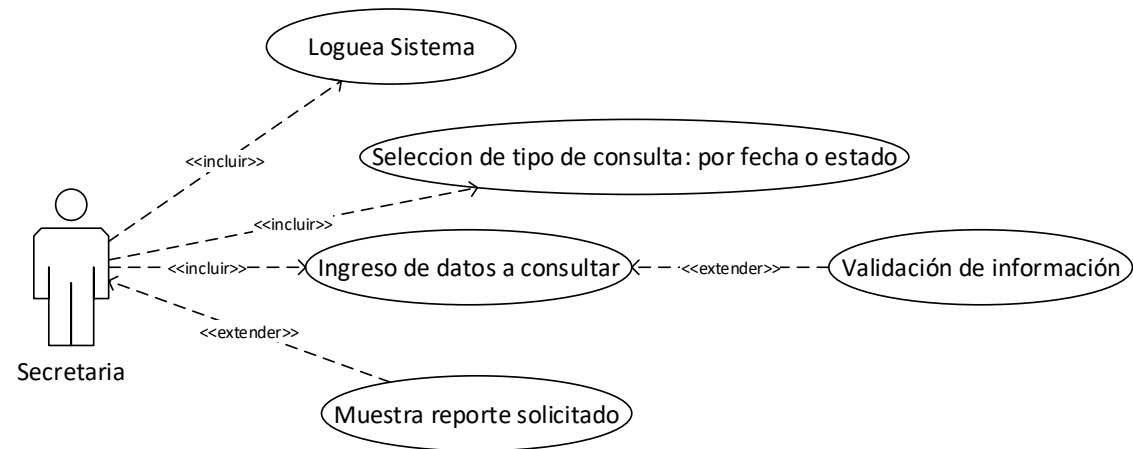 Loguea Sistema
<<incluir>>
Seleccion de tipo de consulta: por fecha o estado
<<incluir>>
<<incluir>>
Ingreso de datos a consultar
<<extender>>
Validación de información
<<extender>>
Secretaria
Muestra reporte solicitado